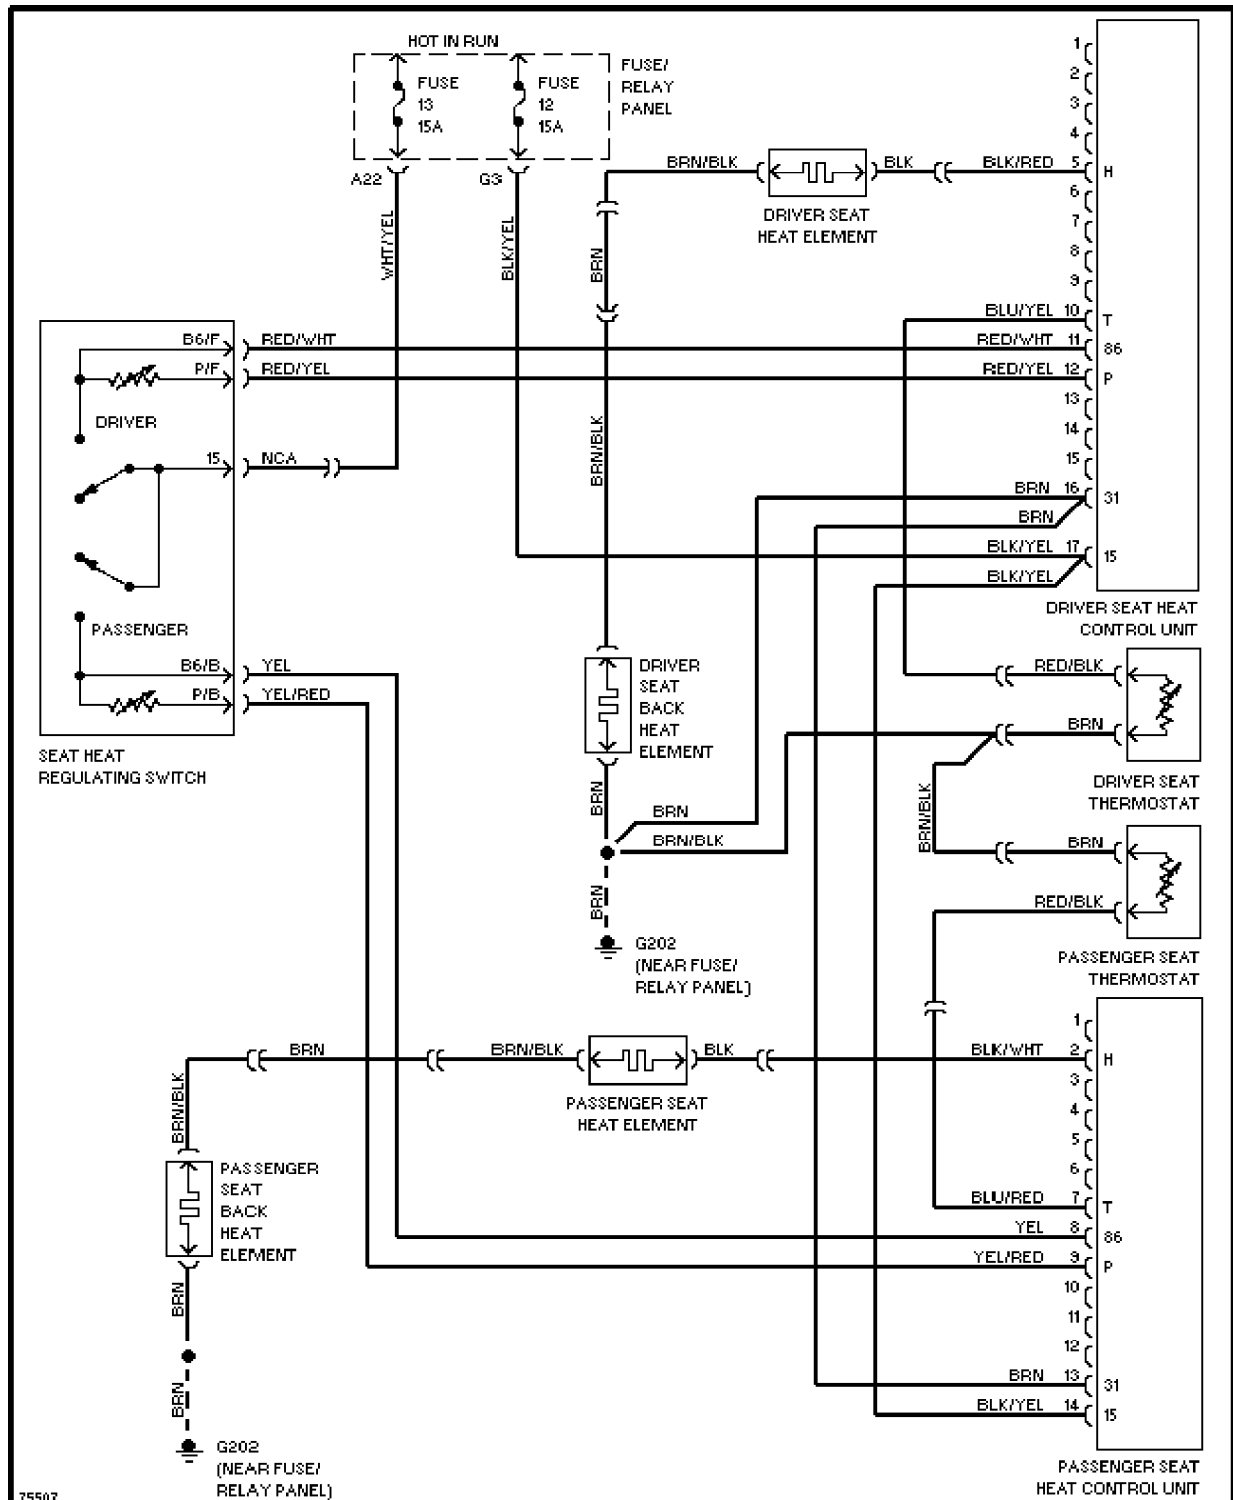 HOT IN RUN
FUSE
13
15A
FUSE
12
15A
FUSE/
RELAY
PANEL
A22
G3
WHT/YEL
BLK/YEL
BRN/BLK
BLK
BLK/RED
DRIVER SEAT
HEAT ELEMENT
BRN
BRN/BLK
1
2
3
4
5 H
6
7
8
9
BLU/YEL 10 T
RED/WHT 11 86
RED/YEL 12 P
13
14
15
BRN 16 31
BRN
BLK/YEL 17 15
BLK/YEL
DRIVER SEAT HEAT
CONTROL UNIT
B6/F RED/WHT
P/F RED/YEL
DRIVER
15 NCA
PASSENGER
B6/B YEL
P/B YEL/RED
SEAT HEAT
REGULATING SWITCH
DRIVER
SEAT
BACK
HEAT
ELEMENT
BRN
BRN
BRN/BLK
BRN
G202
(NEAR FUSE/
RELAY PANEL)
RED/BLK
BRN
DRIVER SEAT
THERMOSTAT
BRN/BLK
BRN
RED/BLK
PASSENGER SEAT
THERMOSTAT
BRN
BRN/BLK
BLK
BLK/WHT
PASSENGER SEAT
HEAT ELEMENT
BRN/BLK
PASSENGER
SEAT
BACK
HEAT
ELEMENT
BRN
BRN
G202
(NEAR FUSE/
RELAY PANEL)
1
2 H
3
4
5
6
BLU/RED 7 T
YEL 8 86
YEL/RED 9 P
10
11
12
BRN 13 31
BLK/YEL 14 15
PASSENGER SEAT
HEAT CONTROL UNIT
75507